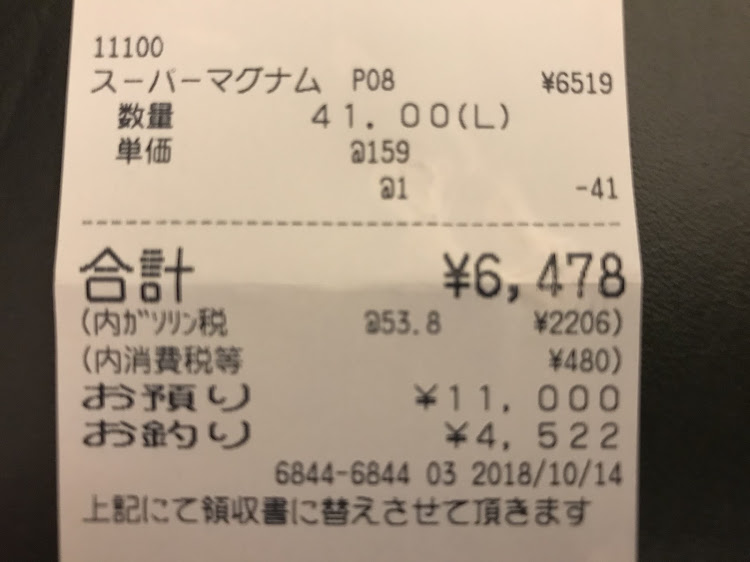 11100
スーパーマグナム P08 ¥6519
数量 41.00(L)
単価 @159
@1 -41
合計 ¥6,478
(内ガソリン税 @53.8 ¥2206)
(内消費税等 ¥480)
お預り ¥11,000
お釣り ¥4,522
6844-6844 03 2018/10/14
上記にて領収書に替えさせて頂きます